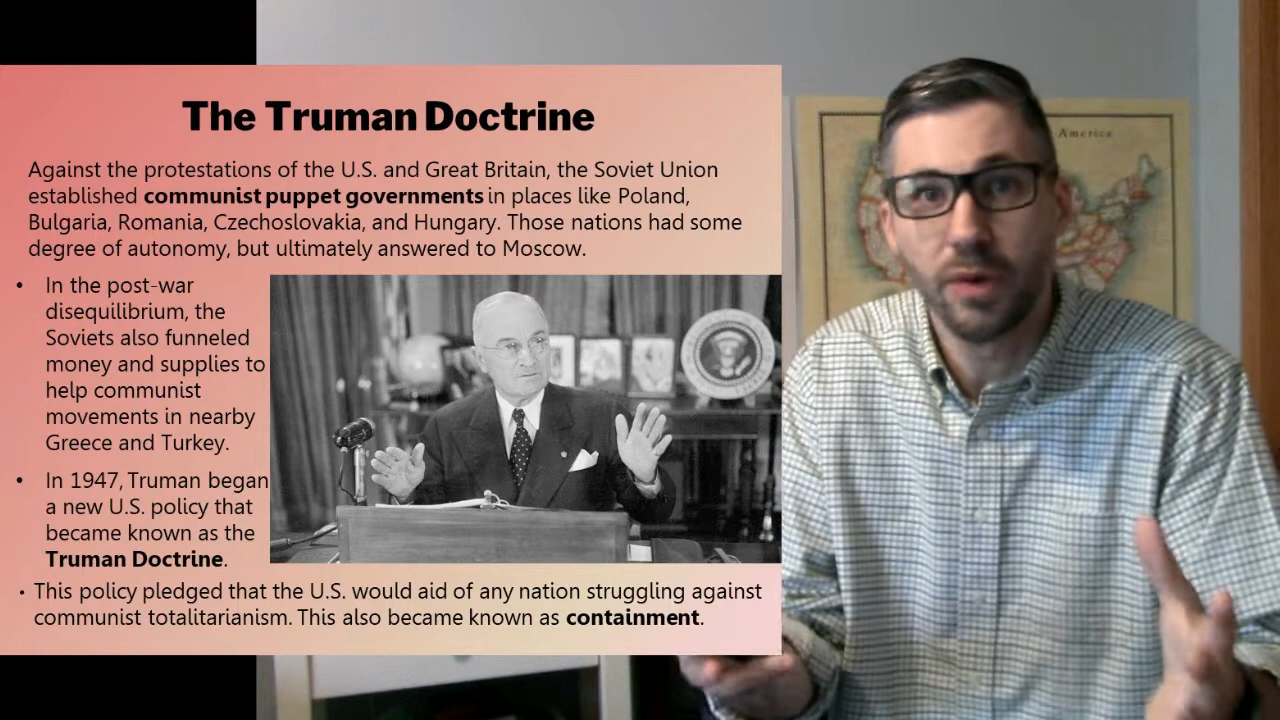 The Truman Doctrine
Against the protestations of the U.S. and Great Britain, the Soviet Union
established communist puppet governments in places like Poland,
Bulgaria, Romania, Czechoslovakia, and Hungary. Those nations had some
degree of autonomy, but ultimately answered to Moscow.
• In the post-war
disequilibrium, the
Soviets also funneled
money and supplies to
help communist
movements in nearby
Greece and Turkey.
• In 1947, Truman began
a new U.S. policy that
became known as the
Truman Doctrine.
• This policy pledged that the U.S. would aid of any nation struggling against
communist totalitarianism. This also became known as containment.
America